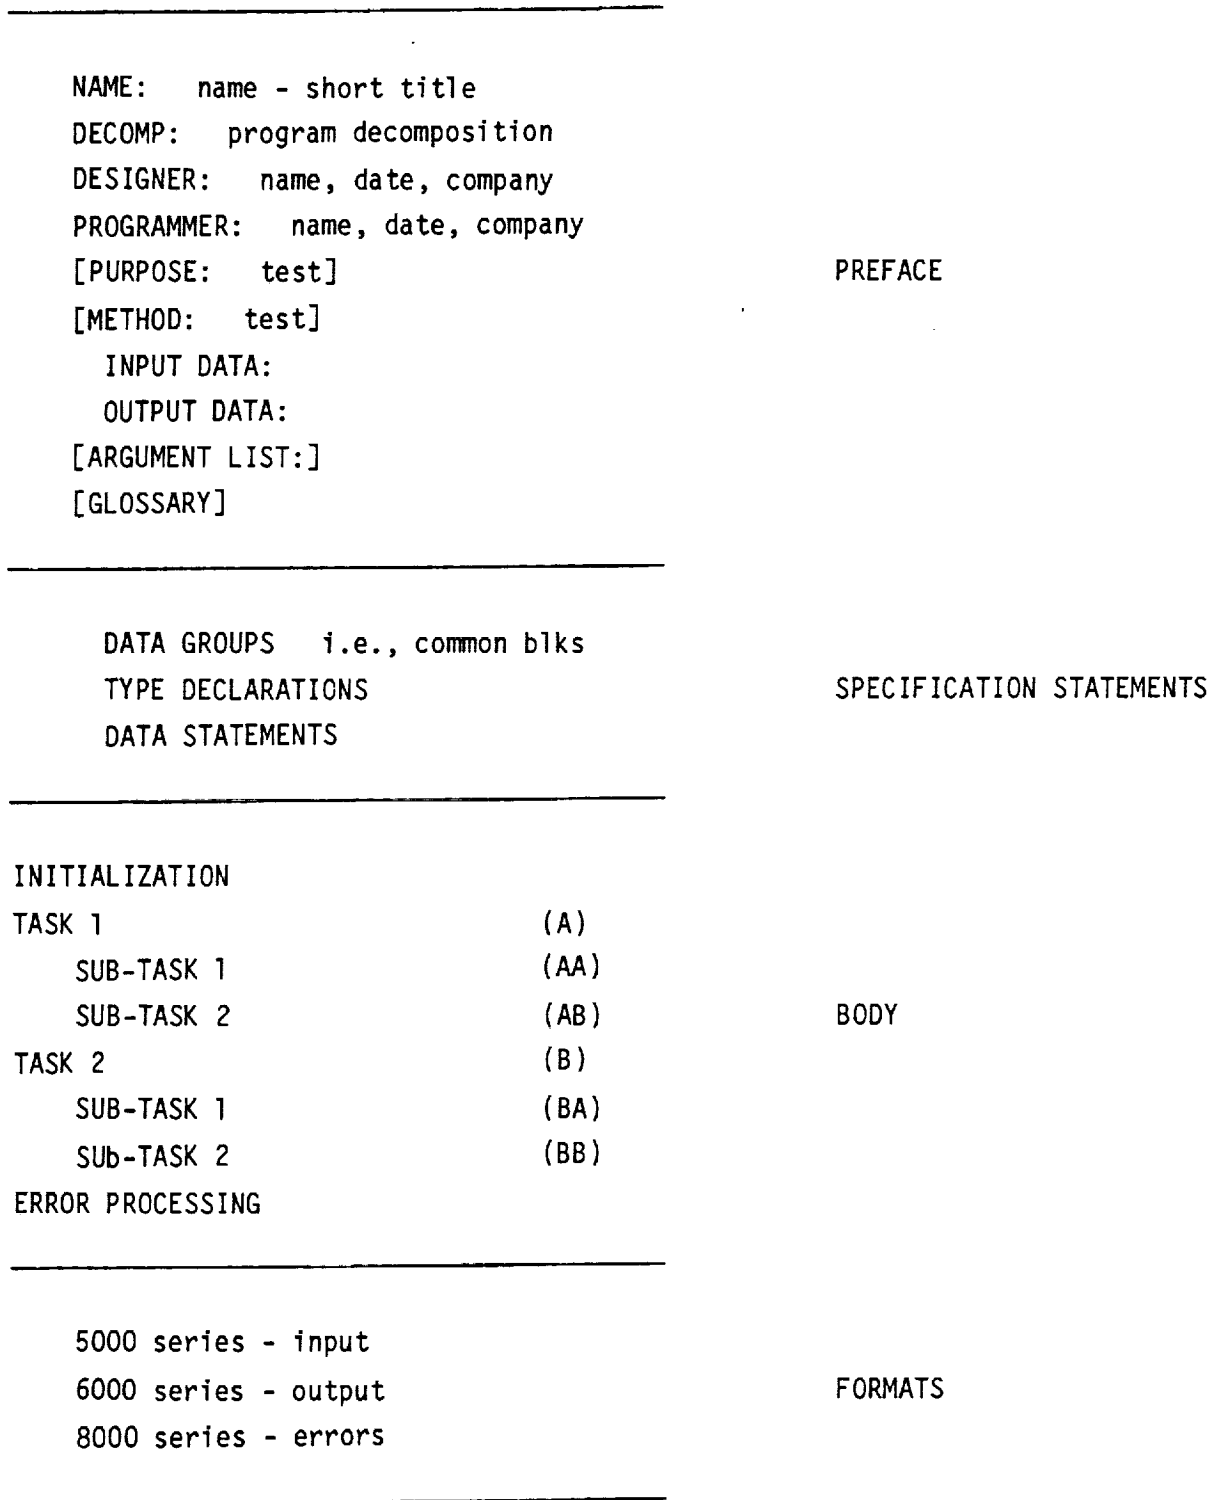 NAME: name - short title
DECOMP: program decomposition
DESIGNER: name, date, company
PROGRAMMER: name, date, company
[PURPOSE: test] PREFACE
[METHOD: test]
INPUT DATA:
OUTPUT DATA:
[ARGUMENT LIST:]
[GLOSSARY]
DATA GROUPS i.e., common blks
TYPE DECLARATIONS SPECIFICATION STATEMENTS
DATA STATEMENTS
INITIALIZATION
TASK 1 (A)
SUB-TASK 1 (AA)
SUB-TASK 2 (AB) BODY
TASK 2 (B)
SUB-TASK 1 (BA)
SUb-TASK 2 (BB)
ERROR PROCESSING
5000 series - input
6000 series - output FORMATS
8000 series - errors